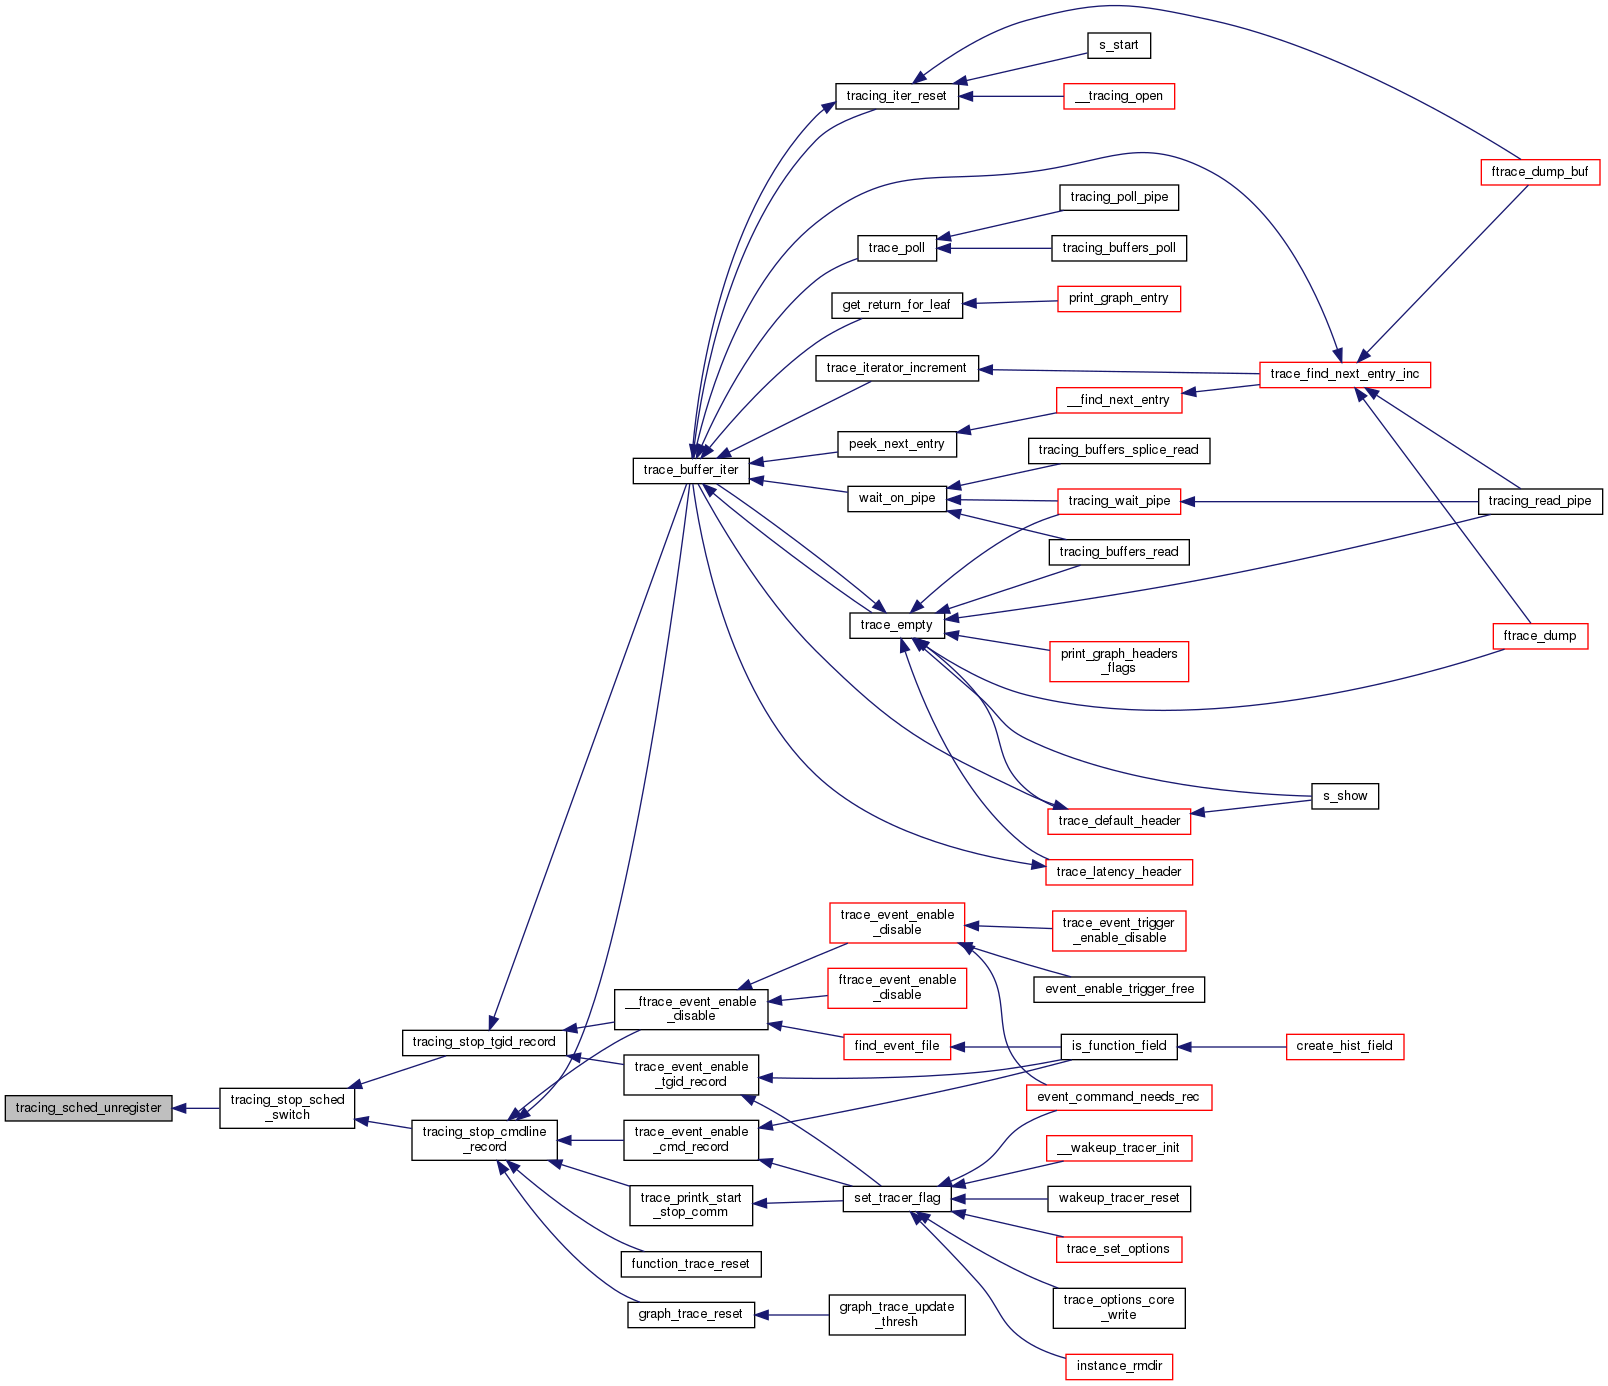 s_start
tracing_iter_reset
__tracing_open
ftrace_dump_buf
tracing_poll_pipe
trace_poll
tracing_buffers_poll
get_return_for_leaf
print_graph_entry
trace_iterator_increment
trace_find_next_entry_inc
__find_next_entry
peek_next_entry
tracing_buffers_splice_read
trace_buffer_iter
wait_on_pipe
tracing_wait_pipe
tracing_read_pipe
tracing_buffers_read
trace_empty
ftrace_dump
print_graph_headers
_flags
s_show
trace_default_header
trace_latency_header
trace_event_enable
_disable
trace_event_trigger
_enable_disable
ftrace_event_enable
_disable
event_enable_trigger_free
__ftrace_event_enable
_disable
tracing_stop_tgid_record
find_event_file
is_function_field
create_hist_field
trace_event_enable
_tgid_record
tracing_sched_unregister
tracing_stop_sched
_switch
event_command_needs_rec
tracing_stop_cmdline
_record
trace_event_enable
_cmd_record
__wakeup_tracer_init
trace_printk_start
_stop_comm
set_tracer_flag
wakeup_tracer_reset
function_trace_reset
trace_set_options
graph_trace_reset
graph_trace_update
_thresh
trace_options_core
_write
instance_rmdir